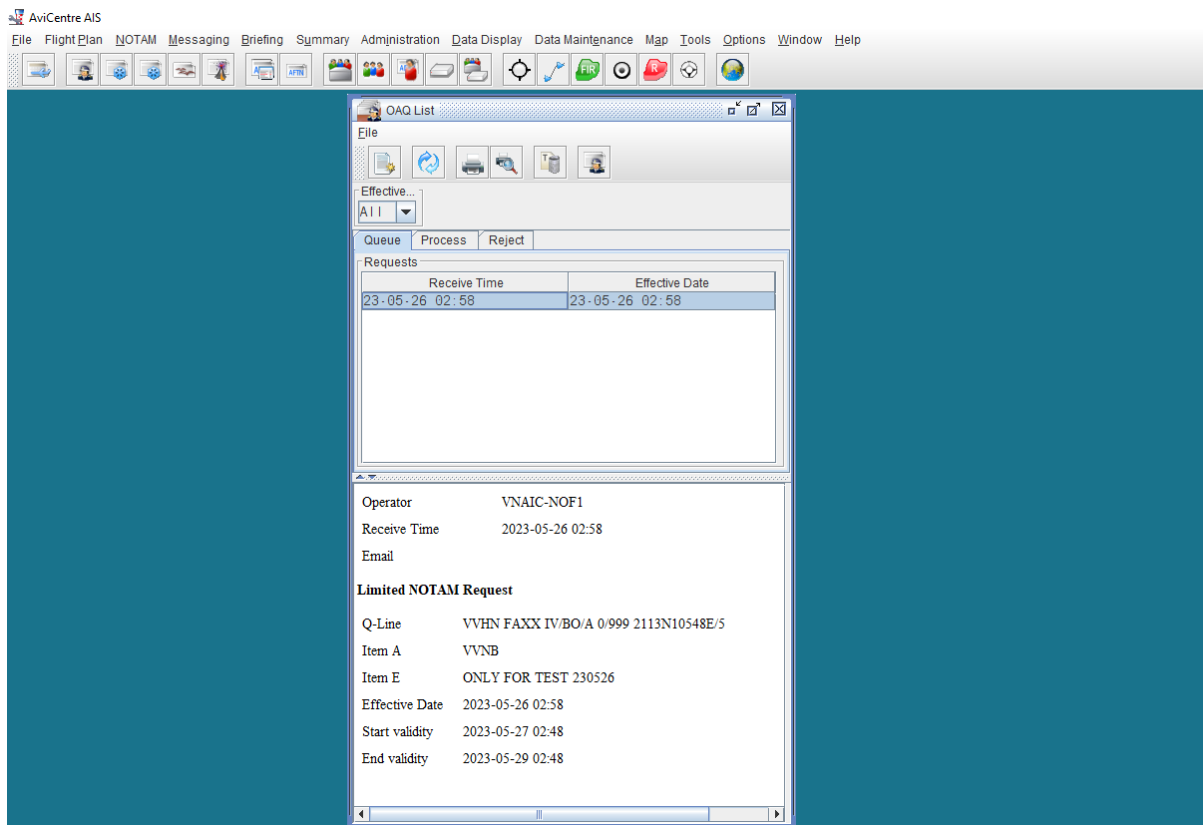 AviCentre AIS
File Flight Plan NOTAM Messaging Briefing Summary Administration Data Display Data Maintenance Map Tools Options Window Help
AFTN FIR R
OAQ List
File
Effective...
All
Queue Process Reject
Requests
Receive Time Effective Date
23-05-26 02:58 23-05-26 02:58
Operator VNAIC-NOF1
Receive Time 2023-05-26 02:58
Email
Limited NOTAM Request
Q-Line VVHN FAXX IV/BO/A 0/999 2113N10548E/5
Item A VVNB
Item E ONLY FOR TEST 230526
Effective Date 2023-05-26 02:58
Start validity 2023-05-27 02:48
End validity 2023-05-29 02:48